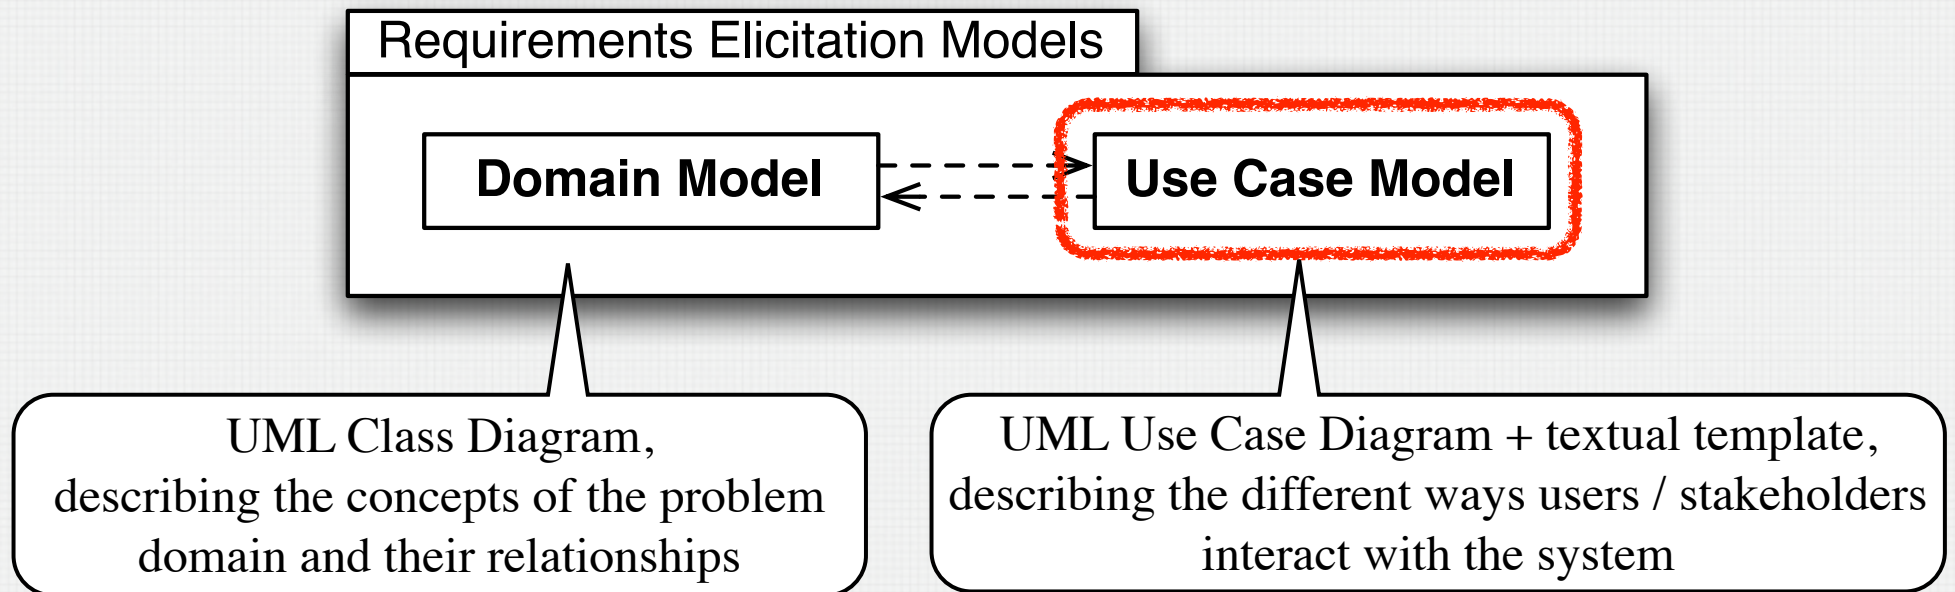 Requirements Elicitation Models
Domain Model
Use Case Model
UML Class Diagram,
describing the concepts of the problem
domain and their relationships
UML Use Case Diagram + textual template,
describing the different ways users / stakeholders
interact with the system